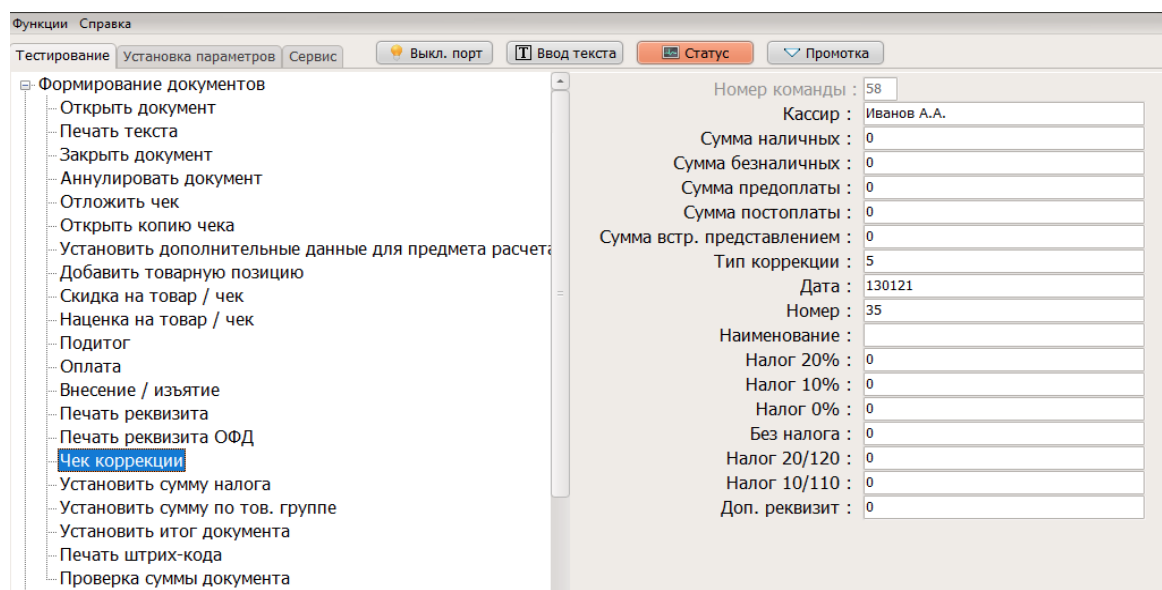 Функции Справка
Тестирование Установка параметров Сервис Выкл. порт Ввод текста Статус Промотка
Формирование документов
Открыть документ
Печать текста
Закрыть документ
Аннулировать документ
Отложить чек
Открыть копию чека
Установить дополнительные данные для предмета расчета
Добавить товарную позицию
Скидка на товар / чек
Наценка на товар / чек
Подитог
Оплата
Внесение / изъятие
Печать реквизита
Печать реквизита ОФД
Чек коррекции
Установить сумму налога
Установить сумму по тов. группе
Установить итог документа
Печать штрих-кода
Проверка суммы документа
Номер команды : 58
Кассир : Иванов А.А.
Сумма наличных : 0
Сумма безналичных : 0
Сумма предоплаты : 0
Сумма постоплаты : 0
Сумма встр. представлением : 0
Тип коррекции : 5
Дата : 130121
Номер : 35
Наименование :
Налог 20% : 0
Налог 10% : 0
Налог 0% : 0
Без налога : 0
Налог 20/120 : 0
Налог 10/110 : 0
Доп. реквизит : 0